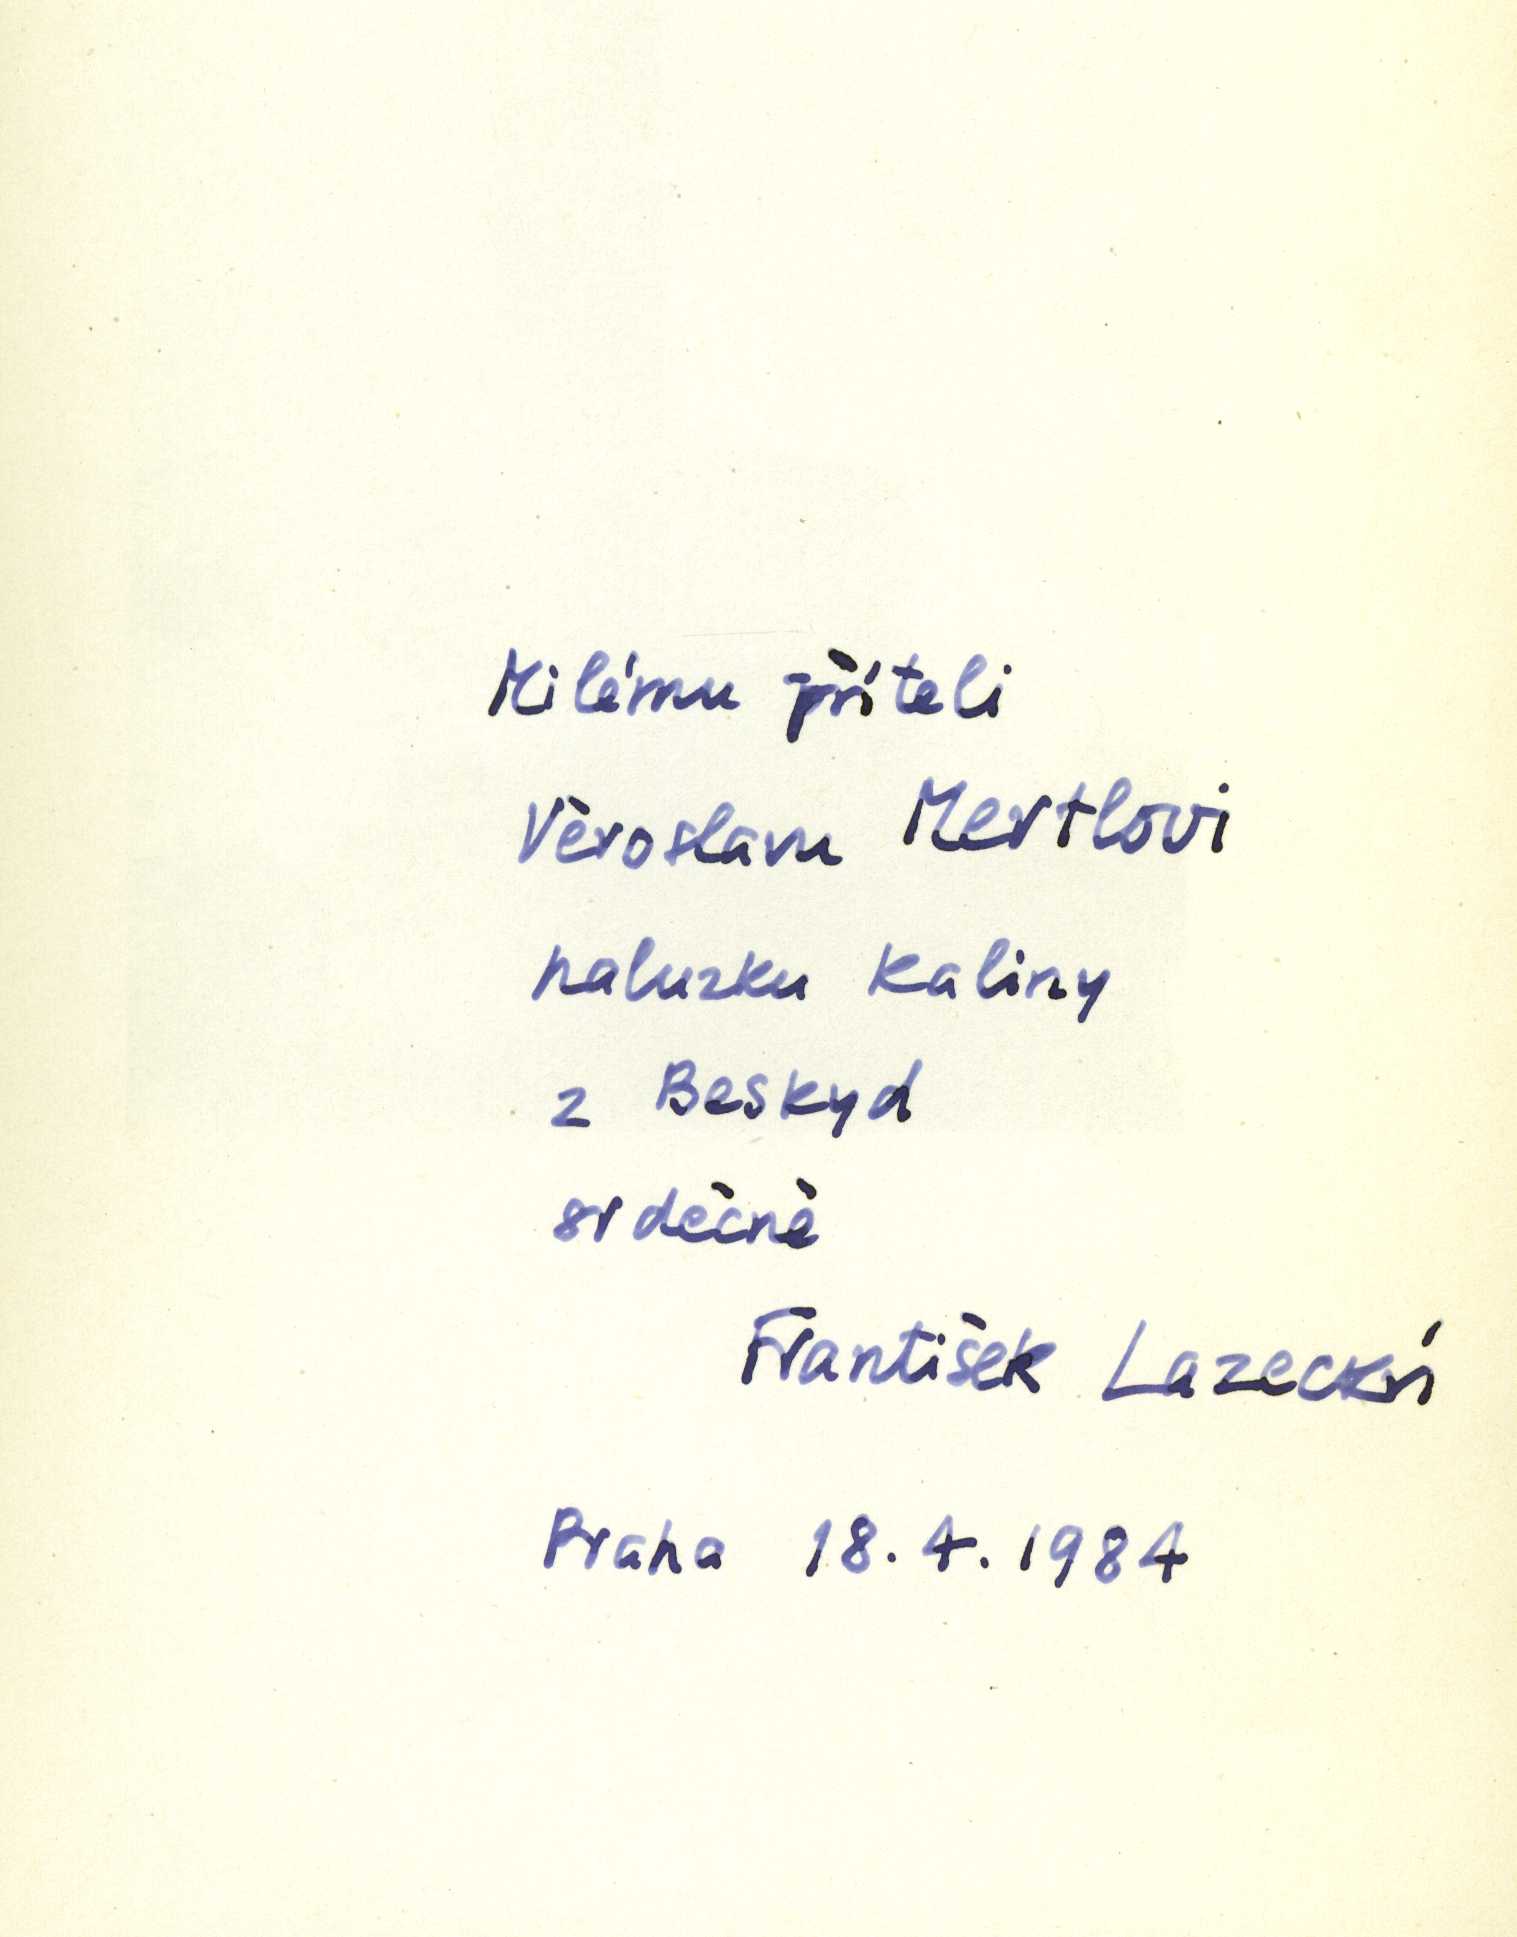 Milému příteli
Věroslavu Mertlovi
haluzku kaliny
z Beskyd
srdečně
František Lazecký
Praha 18.4.1984